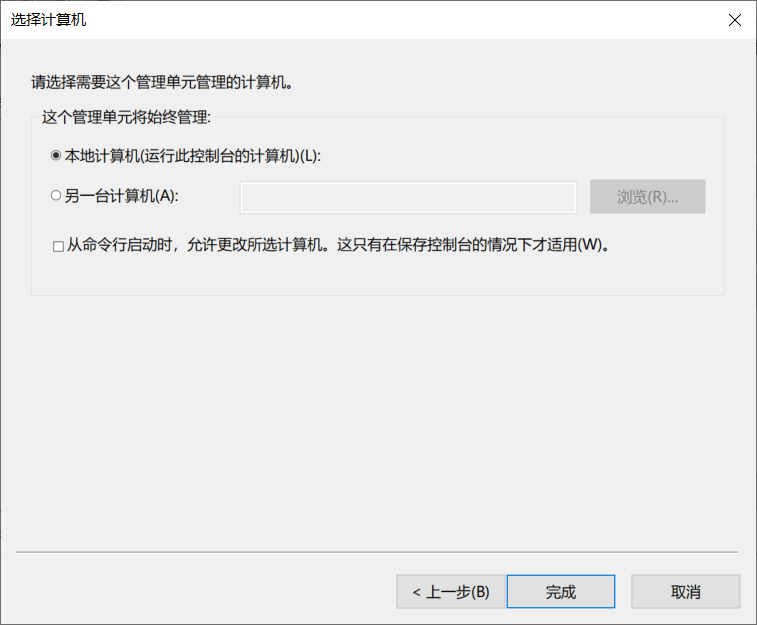 选择计算机
请选择需要这个管理单元管理的计算机。
这个管理单元将始终管理:
本地计算机(运行此控制台的计算机)(L):
另一台计算机(A):
浏览(R)...
从命令行启动时，允许更改所选计算机。这只有在保存控制台的情况下才适用(W)。
< 上一步(B)
完成
取消